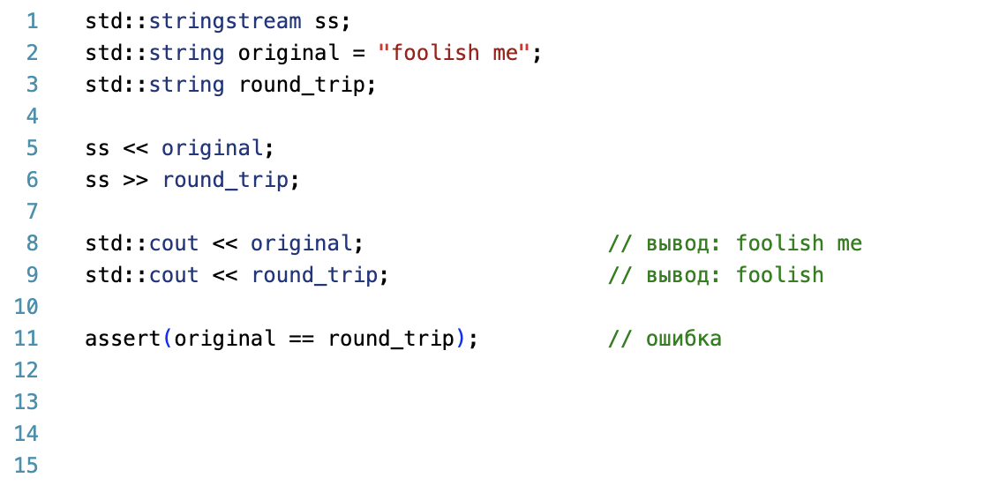 1 std::stringstream ss;
2 std::string original = "foolish me";
3 std::string round_trip;
4
5 ss << original;
6 ss >> round_trip;
7
8 std::cout << original; // вывод: foolish me
9 std::cout << round_trip; // вывод: foolish
10
11 assert(original == round_trip); // ошибка
12
13
14
15